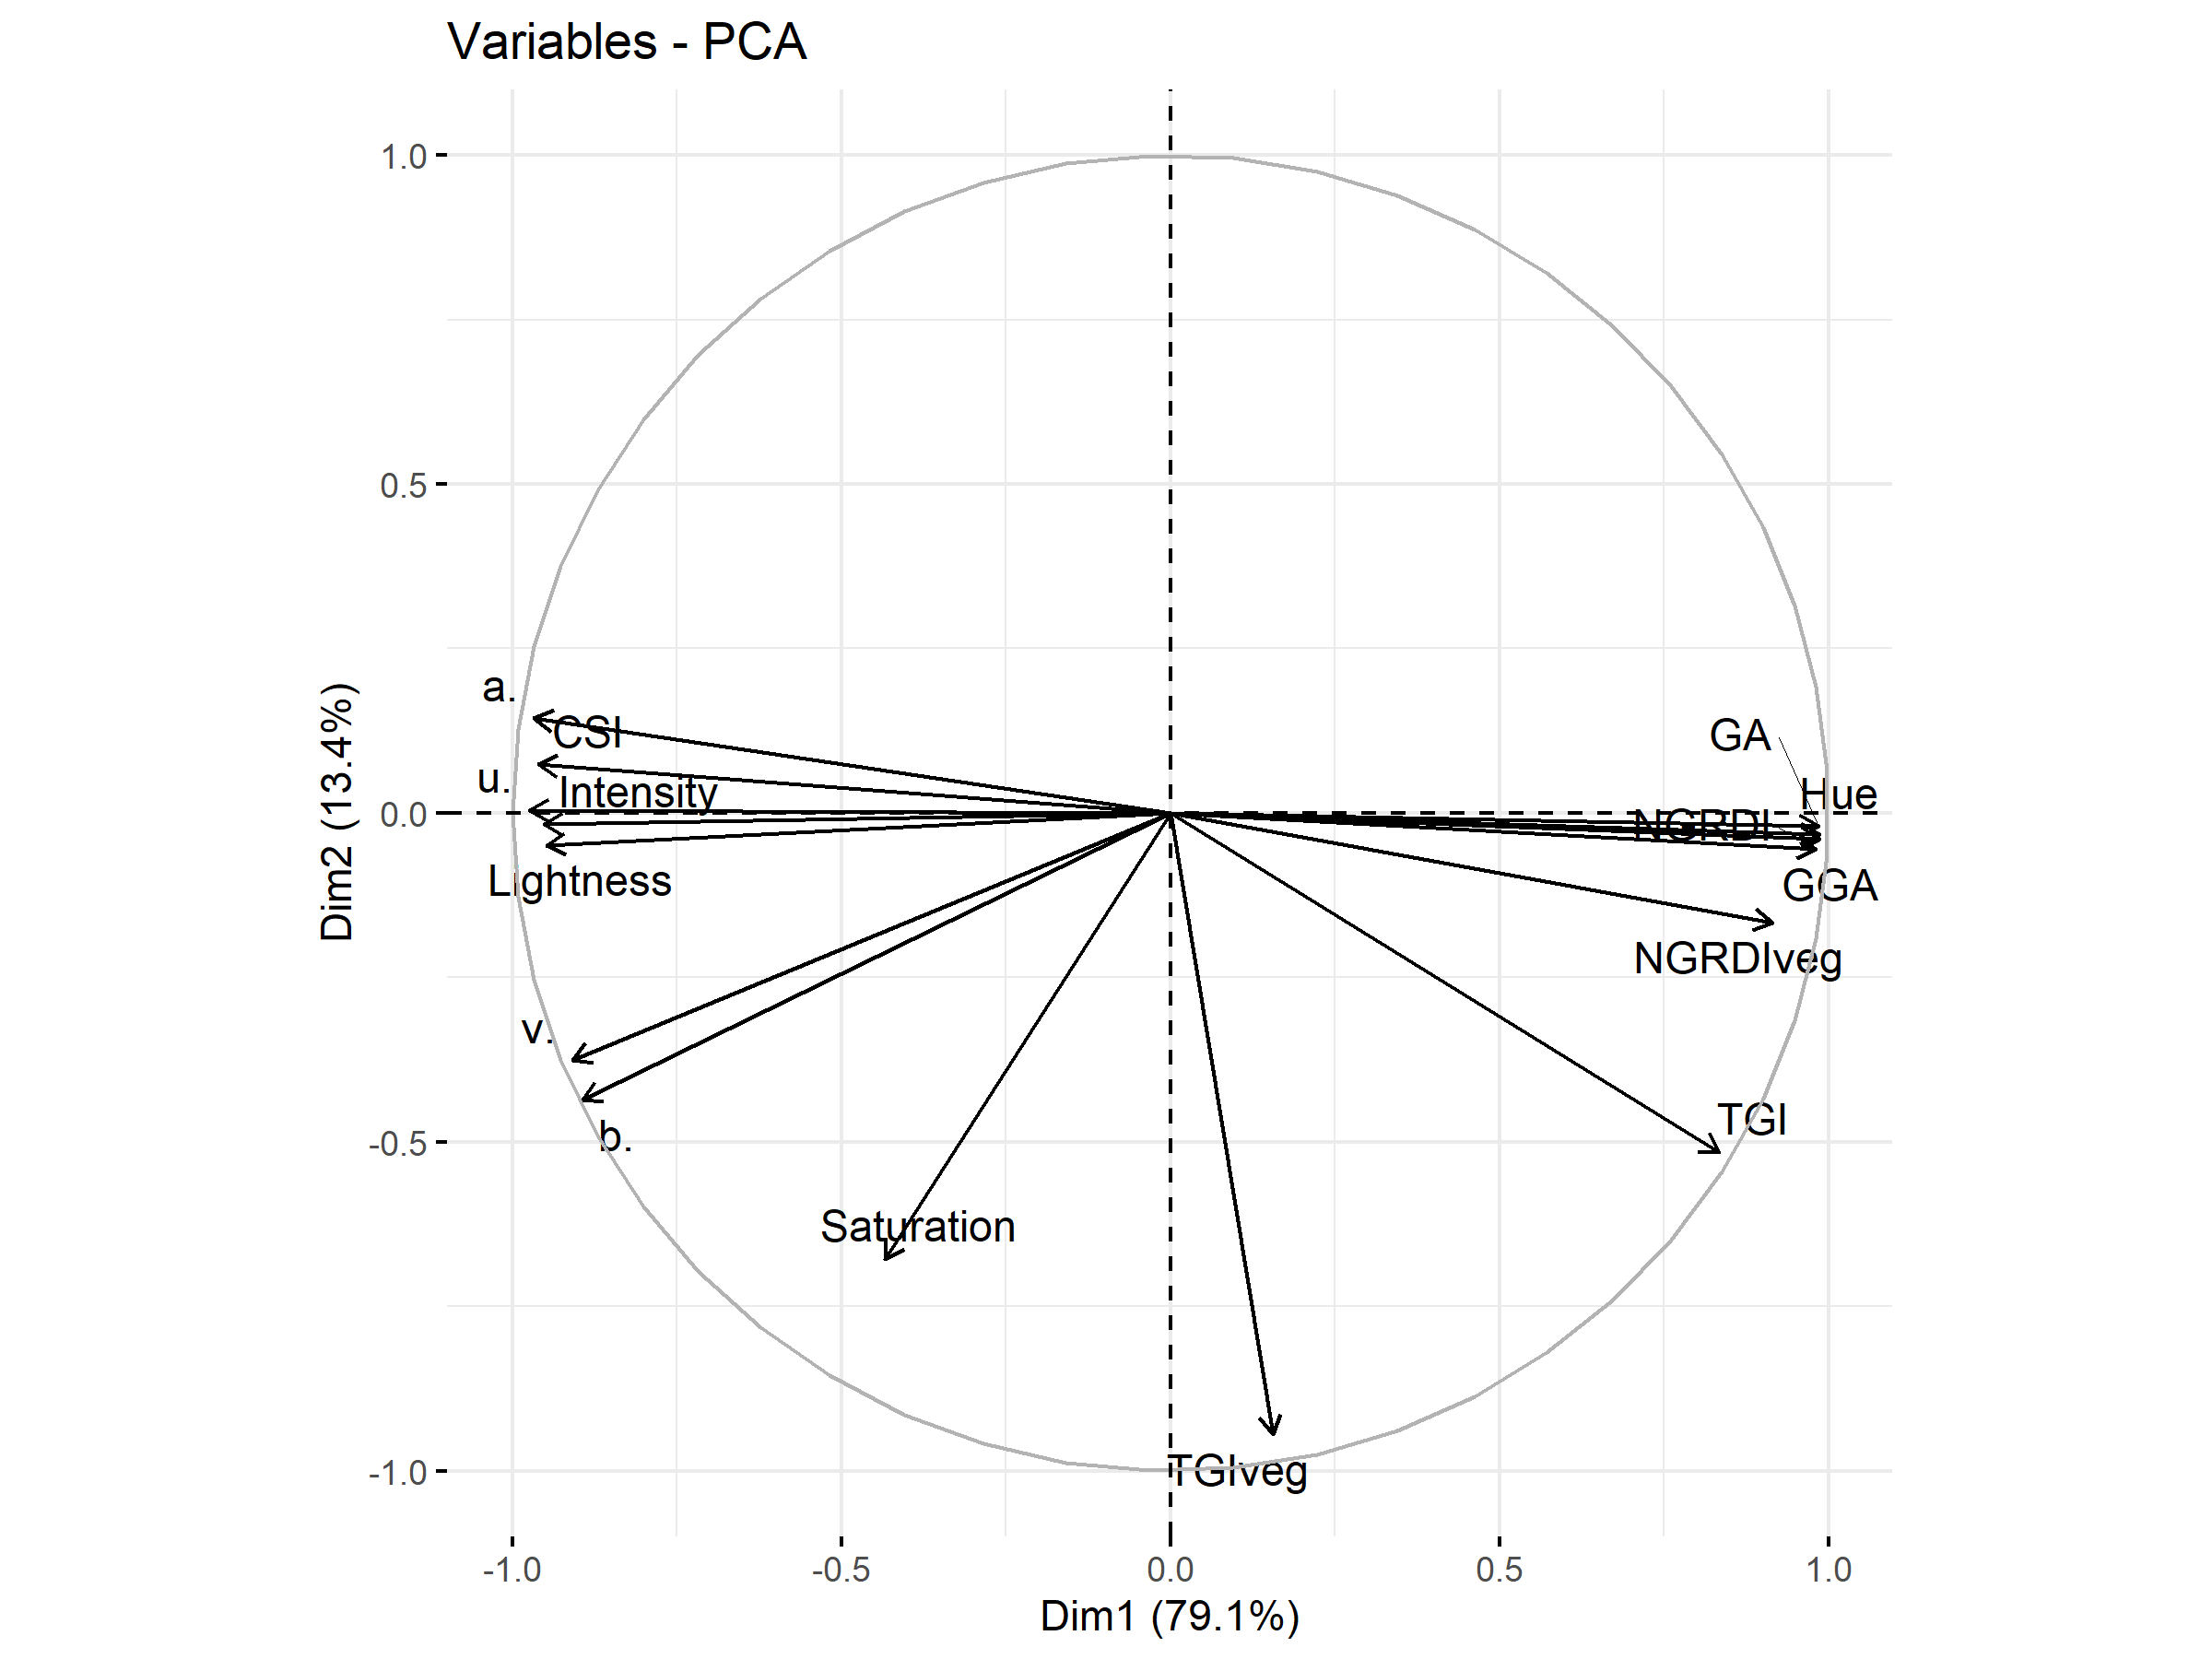 Variables - PCA
1.0
0.5
0.0
-0.5
-1.0
Dim2 (13.4%)
a.
CSI
u.
Intensity
Lightness
v.
b.
Saturation
TGIveg
GA
Hue
NGRDI
GGA
NGRDIveg
TGI
-1.0
-0.5
0.0
0.5
1.0
Dim1 (79.1%)